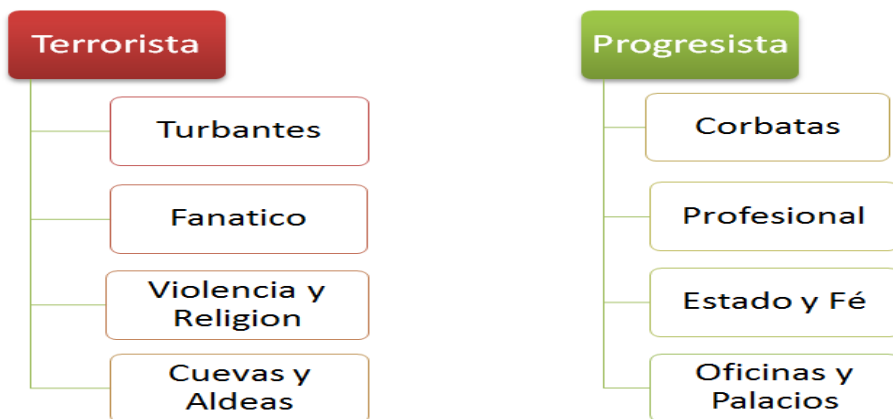 Terrorista
Turbantes
Fanatico
Violencia y
Religion
Cuevas y
Aldeas
Progresista
Corbatas
Profesional
Estado y Fé
Oficinas y
Palacios